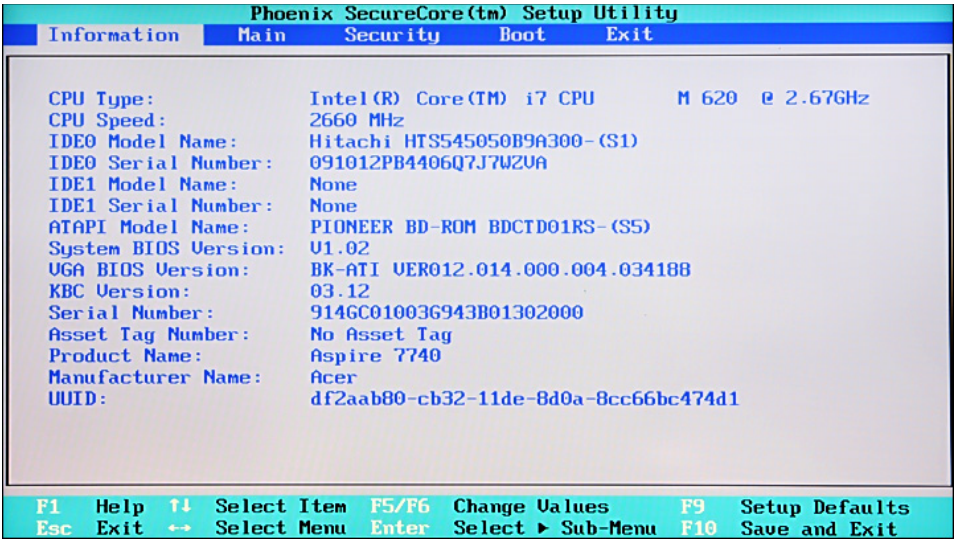 Phoenix SecureCore(tm) Setup Utility
Information Main Security Boot Exit
CPU Type: Intel(R) Core(TM) i7 CPU M 620 @ 2.67GHz
CPU Speed: 2660 MHz
IDE0 Model Name: Hitachi HTS545050B9A300-(S1)
IDE0 Serial Number: 091012PB4406Q7J7WZVA
IDE1 Model Name: None
IDE1 Serial Number: None
ATAPI Model Name: PIONEER BD-ROM BDCTD01RS-(S5)
System BIOS Version: V1.02
VGA BIOS Version: BK-ATI VER012.014.000.004.034188
KBC Version: 03.12
Serial Number: 914GC01003G943B01302000
Asset Tag Number: No Asset Tag
Product Name: Aspire 7740
Manufacturer Name: Acer
UUID: df2aab80-cb32-11de-8d0a-8cc66bc474d1
F1 Help ↑↓ Select Item F5/F6 Change Values F9 Setup Defaults
Esc Exit ↔ Select Menu Enter Select ▶ Sub-Menu F10 Save and Exit